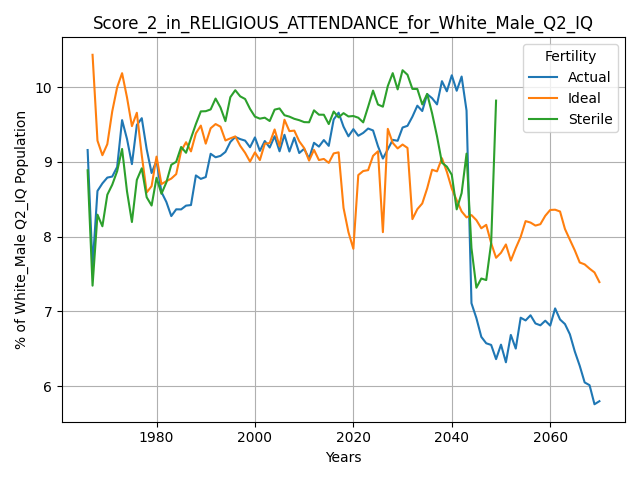 Score_2_in_RELIGIOUS_ATTENDANCE_for_White_Male_Q2_IQ
Fertility
Actual
Ideal
Sterile
% of White_Male Q2_IQ Population
10
9
8
7
6
1980
2000
2020
2040
2060
Years